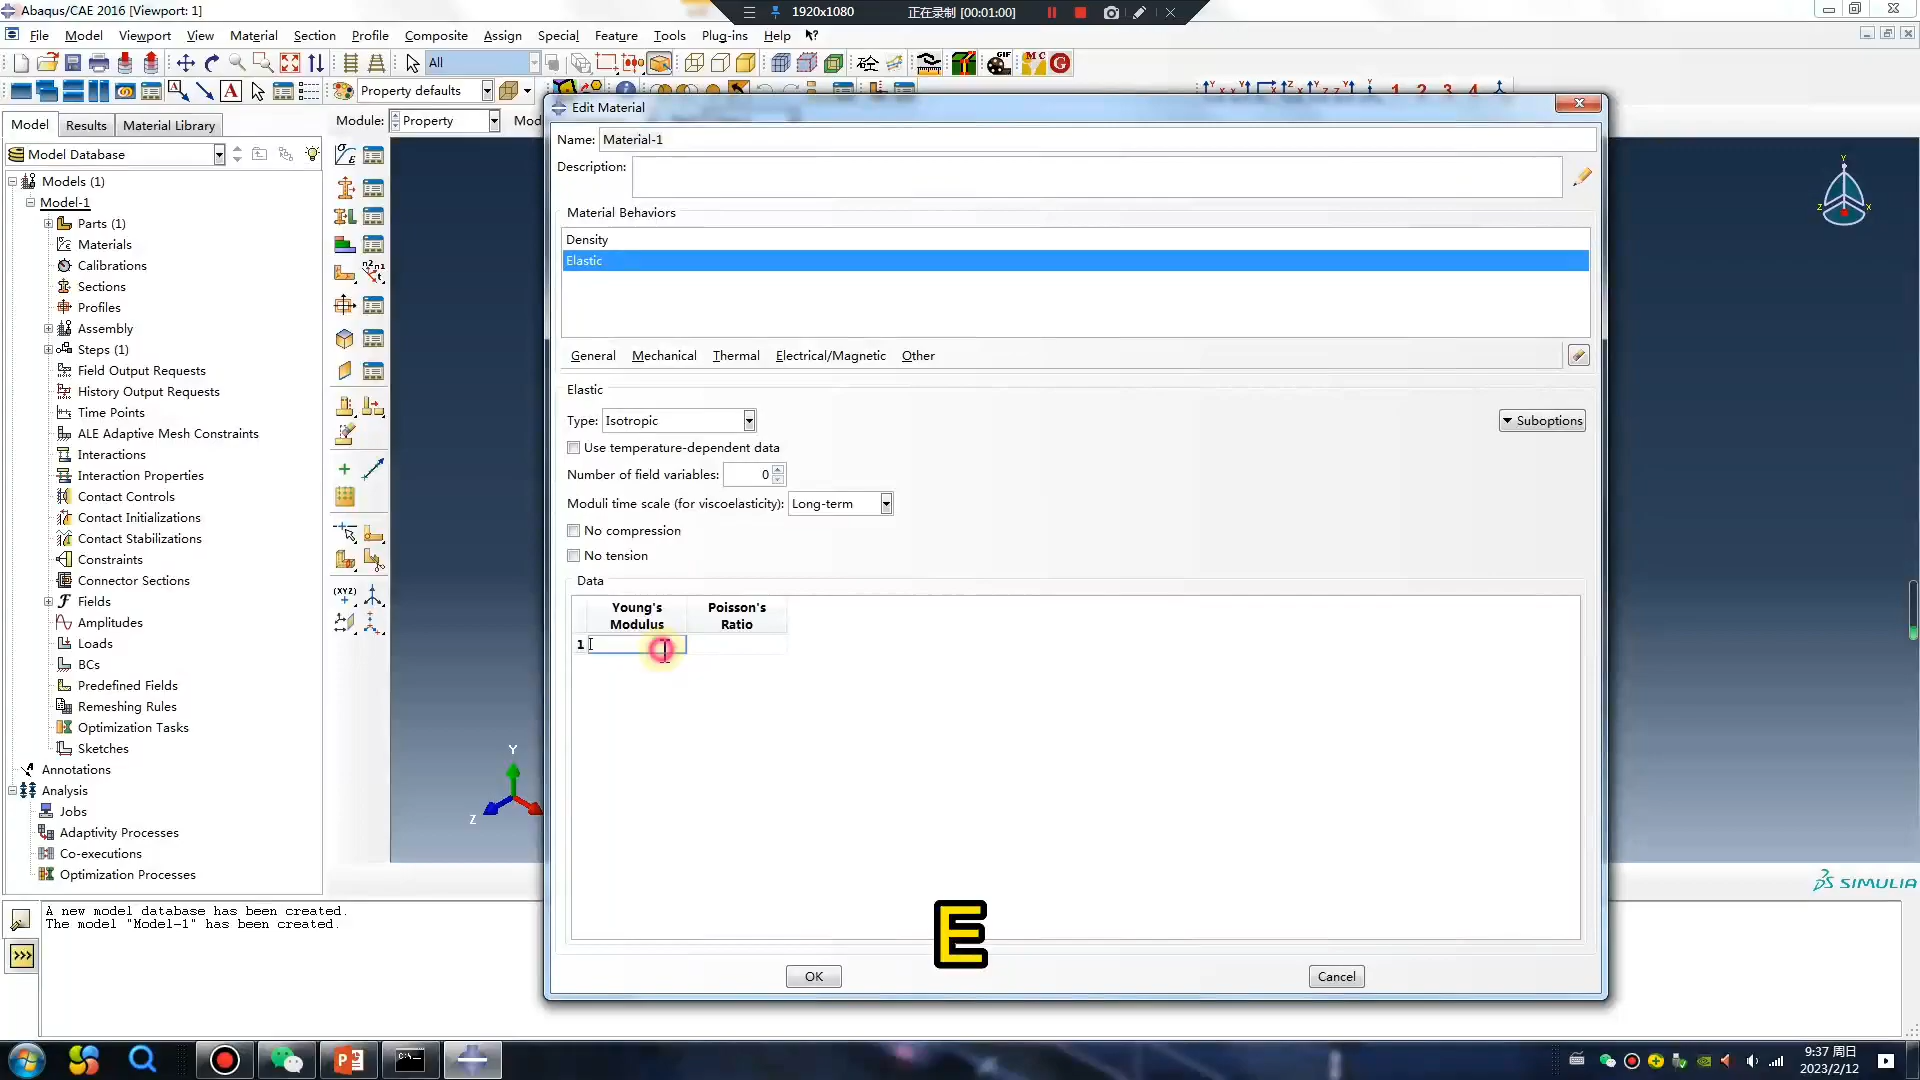 Abaqus/CAE 2016 [Viewport: 1]
1920x1080
正在录制 [00:01:00]
File Model Viewport View Material Section Profile Composite Assign Special Feature Tools Plug-ins Help
All
砼
GIF
M C
G
A
Property defaults
1 2 3 4
Model Results Material Library
Module: Property
Mod
Model Database
Models (1)
Model-1
Parts (1)
Materials
Calibrations
Sections
Profiles
Assembly
Steps (1)
Field Output Requests
History Output Requests
Time Points
ALE Adaptive Mesh Constraints
Interactions
Interaction Properties
Contact Controls
Contact Initializations
Contact Stabilizations
Constraints
Connector Sections
Fields
Amplitudes
Loads
BCs
Predefined Fields
Remeshing Rules
Optimization Tasks
Sketches
Annotations
Analysis
Jobs
Adaptivity Processes
Co-executions
Optimization Processes
(XYZ)
Y
Z
Y
Z
X
Edit Material
Name: Material-1
Description:
Material Behaviors
Density
Elastic
General Mechanical Thermal Electrical/Magnetic Other
Elastic
Type: Isotropic
Suboptions
Use temperature-dependent data
Number of field variables: 0
Moduli time scale (for viscoelasticity): Long-term
No compression
No tension
Data
Young's Modulus
Poisson's Ratio
1
E
OK
Cancel
SIMULIA
A new model database has been created.
The model "Model-1" has been created.
>>>
9:37 周日
2023/2/12